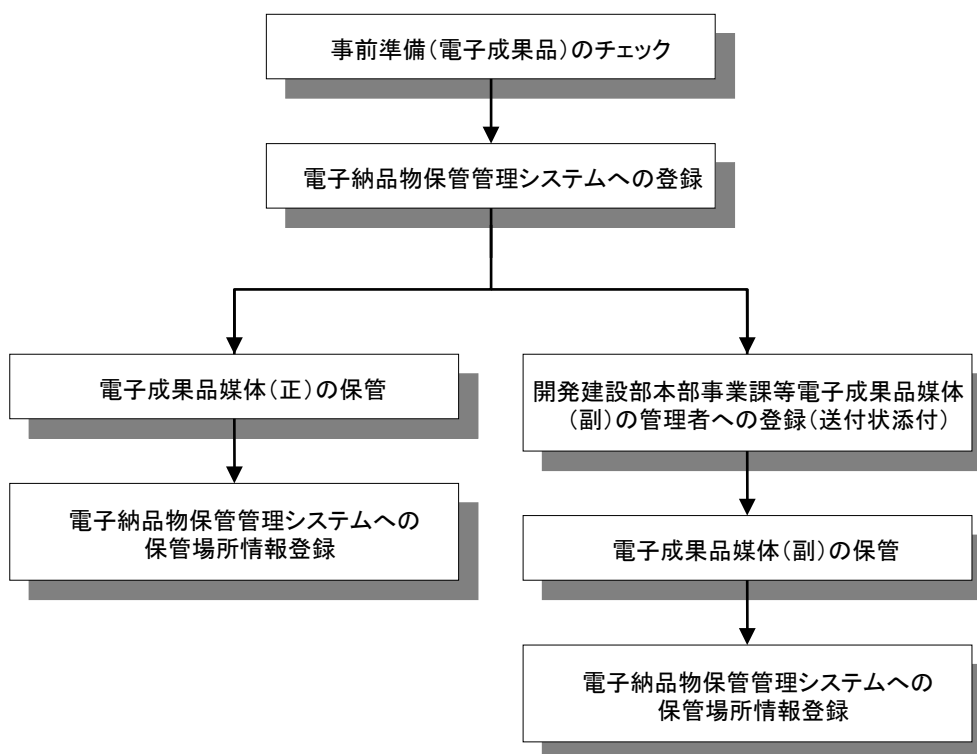 事前準備(電子成果品)のチェック
電子納品物保管管理システムへの登録
電子成果品媒体(正)の保管
電子納品物保管管理システムへの
保管場所情報登録
開発建設部本部事業課等電子成果品媒体
(副)の管理者への登録(送付状添付)
電子成果品媒体(副)の保管
電子納品物保管管理システムへの
保管場所情報登録